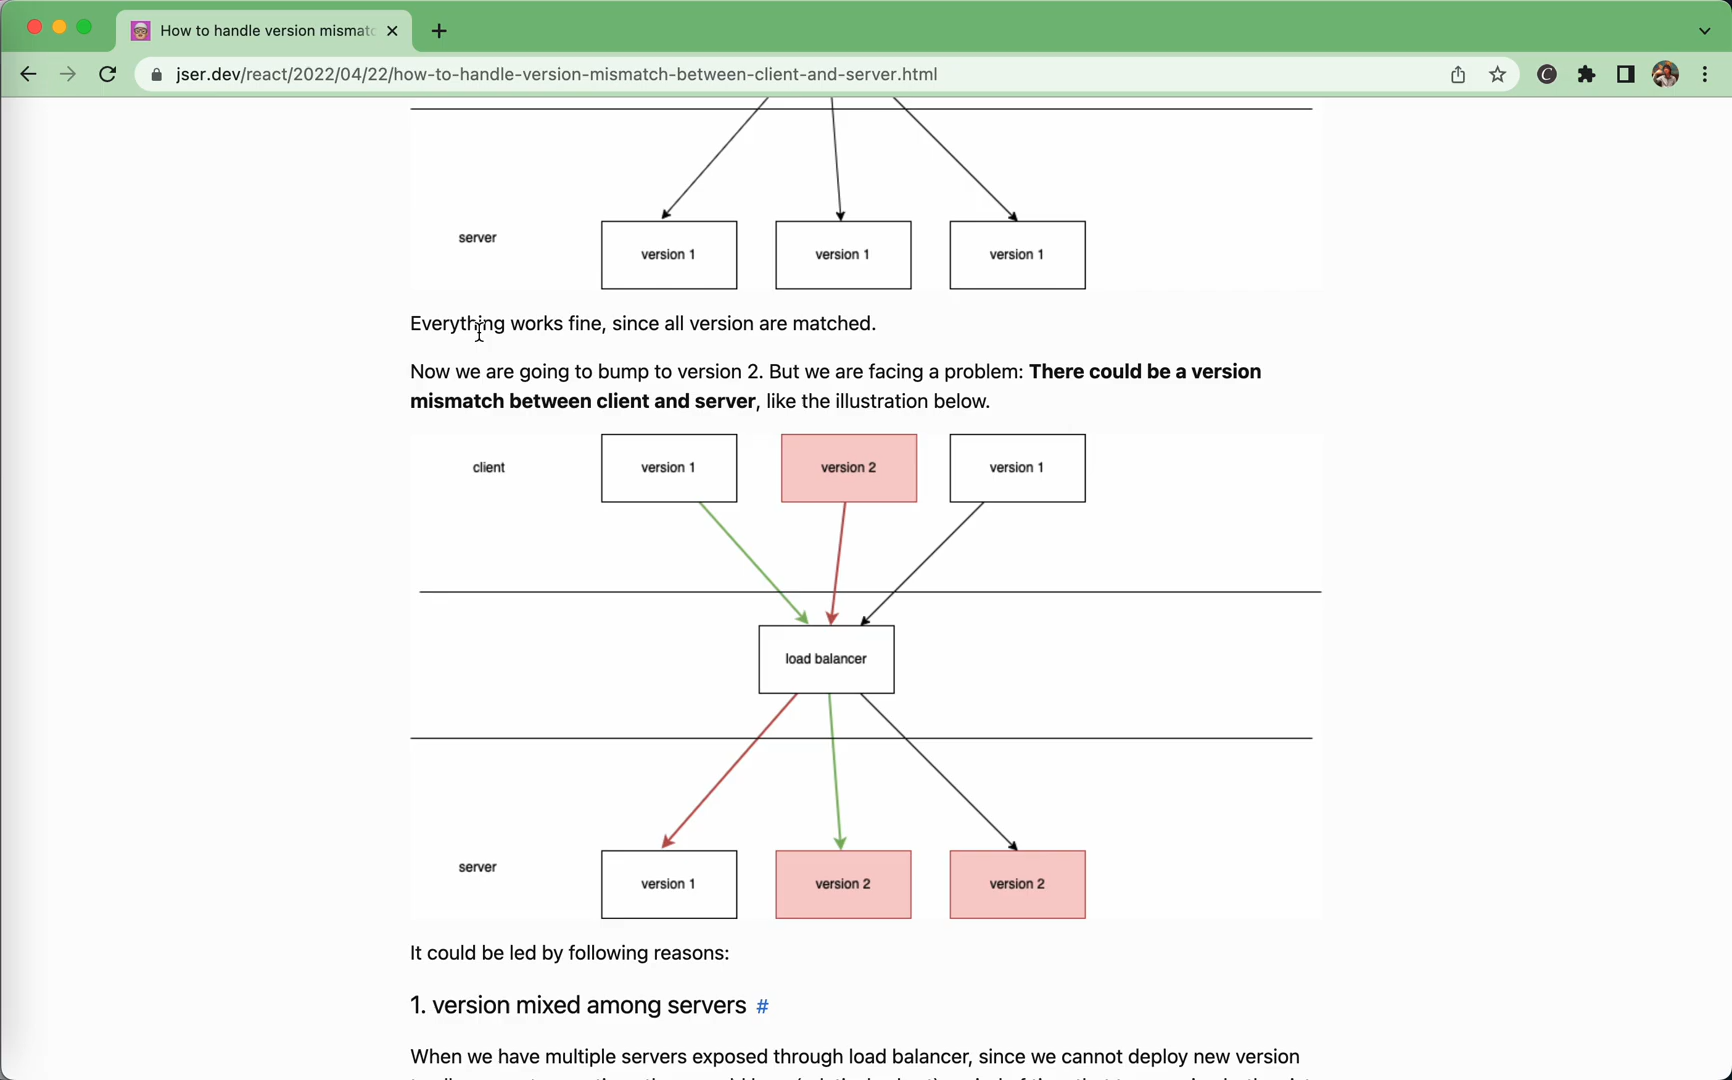 How to handle version mismatc
jser.dev/react/2022/04/22/how-to-handle-version-mismatch-between-client-and-server.html
server
version 1
version 1
version 1
Everything works fine, since all version are matched.
Now we are going to bump to version 2. But we are facing a problem: There could be a version
mismatch between client and server, like the illustration below.
client
version 1
version 2
version 1
load balancer
server
version 1
version 2
version 2
It could be led by following reasons:
1. version mixed among servers #
When we have multiple servers exposed through load balancer, since we cannot deploy new version